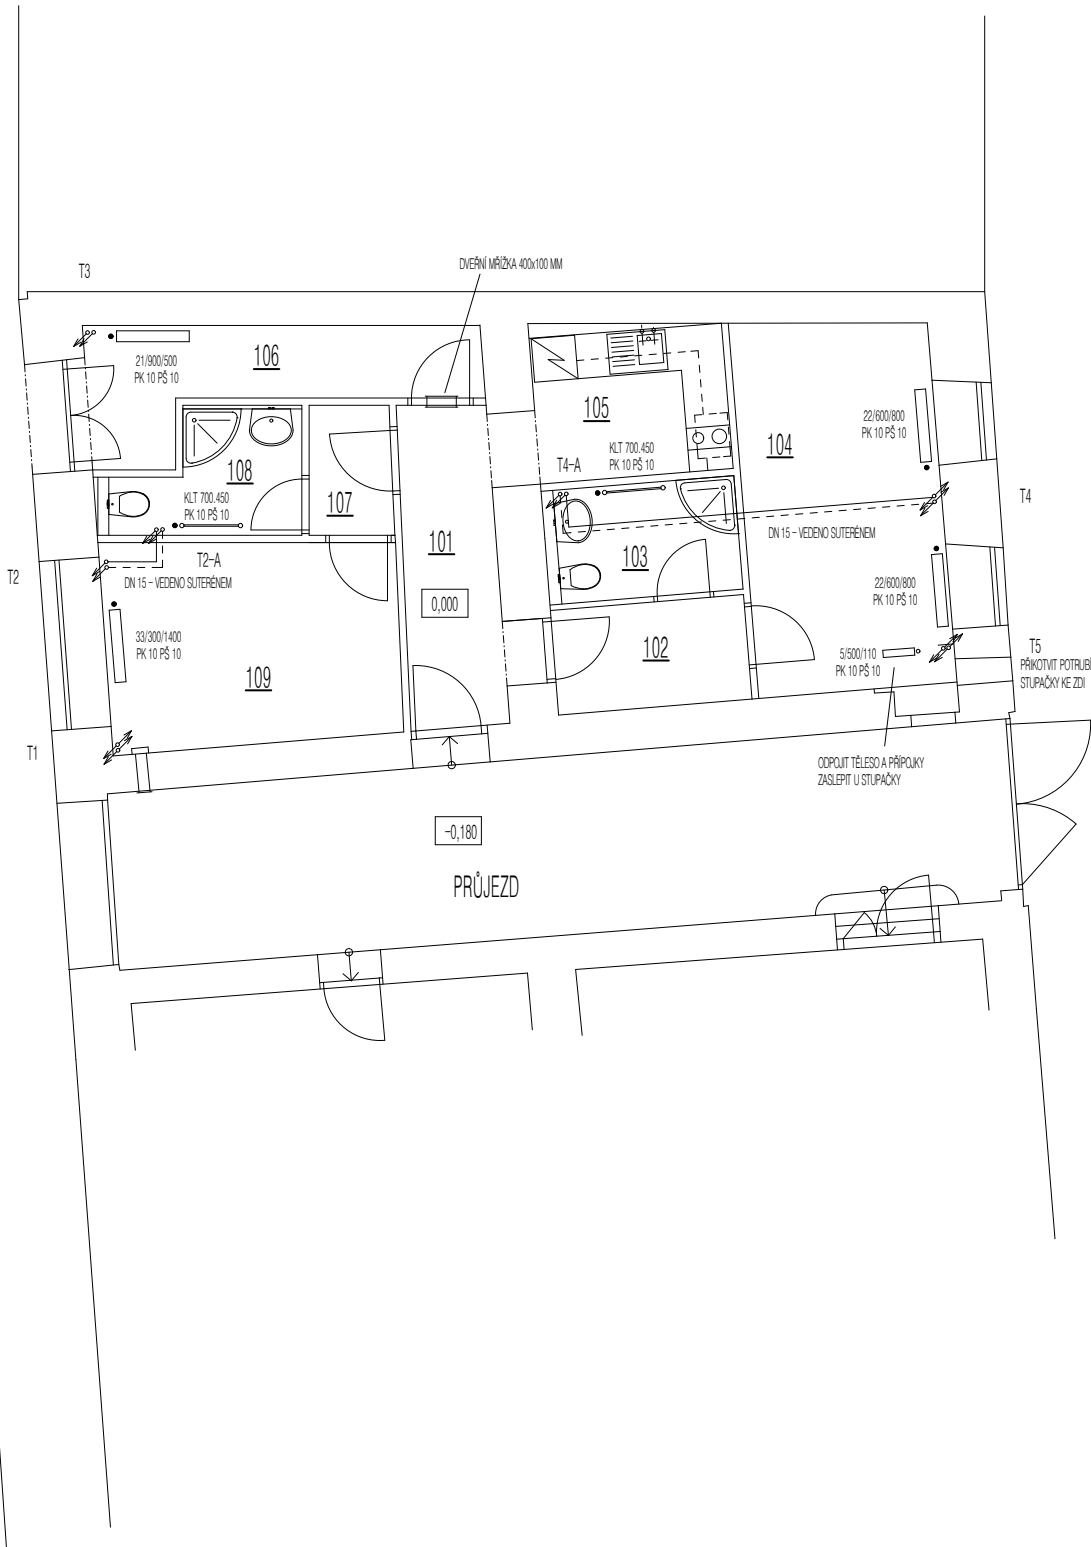 T3
DVEŘNÍ MŘÍŽKA 400x100 MM
21/900/500
PK 10 PŠ 10
106
105
104
22/600/800
PK 10 PŠ 10
KLT 700.450
PK 10 PŠ 10
T4-A
108
KLT 700.450
PK 10 PŠ 10
107
101
T4
DN 15 – VEDENO SUTERÉNEM
103
T2-A
DN 15 – VEDENO SUTERÉNEM
T2
0,000
22/600/800
PK 10 PŠ 10
33/300/1400
PK 10 PŠ 10
109
102
5/500/110
PK 10 PŠ 10
T5
PŘIKOTVIT POTRUBÍ
STUPAČKY KE ZDI
T1
ODPOJIT TĚLESO A PŘÍPOJKY
ZASLEPIT U STUPAČKY
-0,180
PRŮJEZD